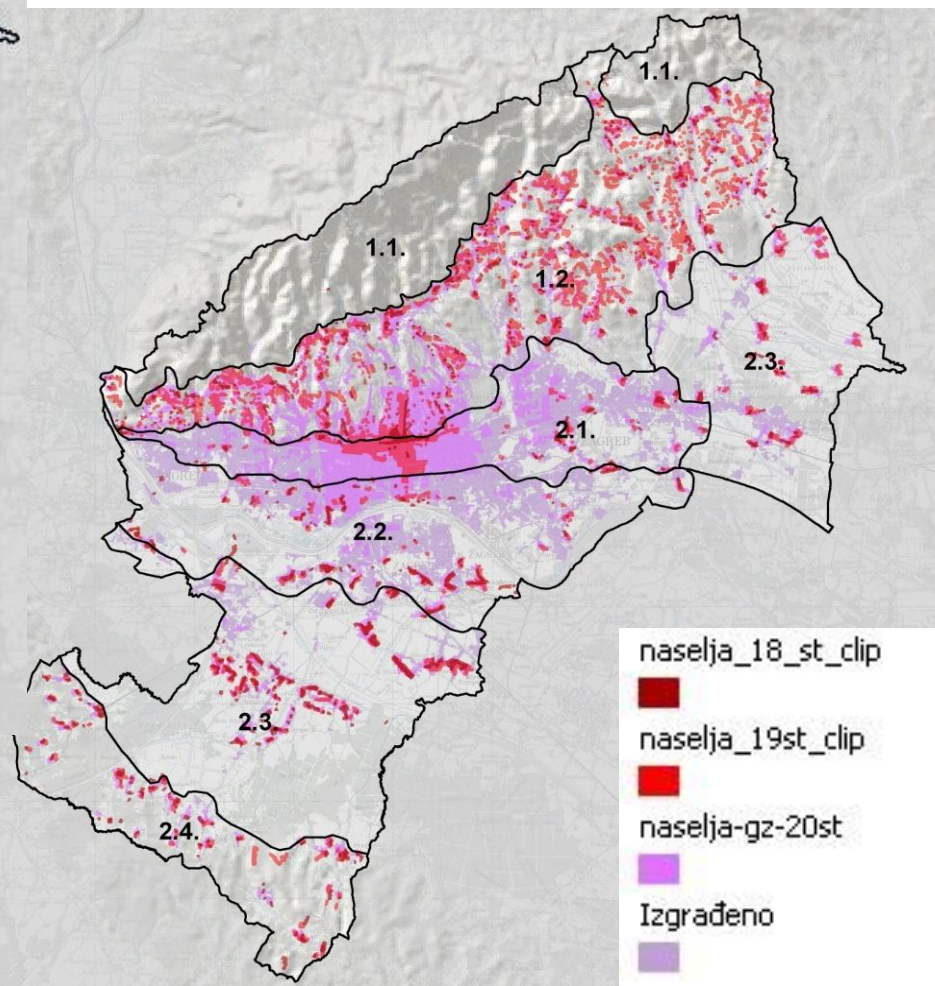 1.1.
1.1.
1.2.
2.3.
2.1.
ZAGREB
2.2.
2.3.
2.4.
naselja_18_st_clip
naselja_19st_clip
naselja-gz-20st
Izgrađeno